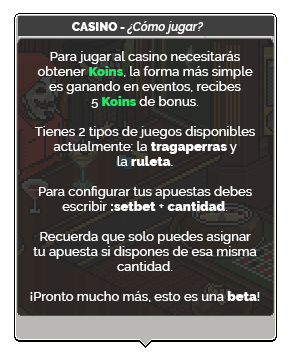 CASINO - ¿Cómo jugar?
Para jugar al casino necesitarás
obtener Koins, la forma más simple
es ganando en eventos, recibes
5 Koins de bonus.
Tienes 2 tipos de juegos disponibles
actualmente: la tragaperras y
la ruleta.
Para configurar tus apuestas debes
escribir :setbet + cantidad.
Recuerda que solo puedes asignar
tu apuesta si dispones de esa misma
cantidad.
¡Pronto mucho más, esto es una beta!